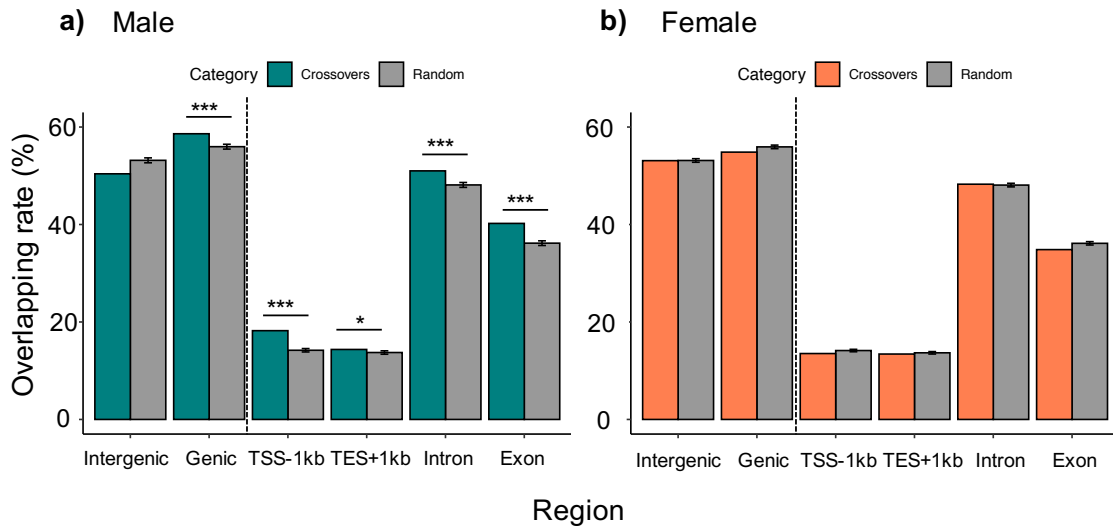 a) Male
Category Crossovers Random
Overlapping rate (%)
60
40
20
0
***
***
*
***
***
Intergenic Genic TSS-1kb TES+1kb Intron Exon
b) Female
Category Crossovers Random
60
40
20
0
Intergenic Genic TSS-1kb TES+1kb Intron Exon
Region